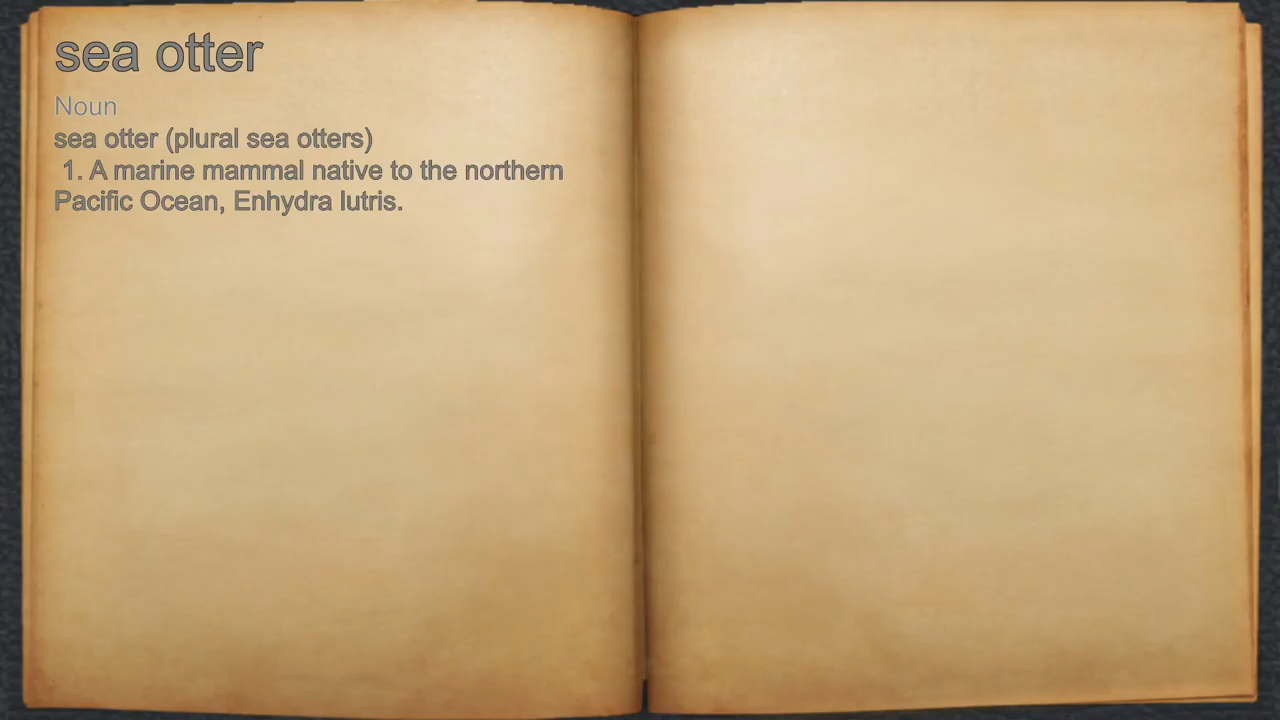 sea otter
Noun
sea otter (plural sea otters)
1. A marine mammal native to the northern
Pacific Ocean, Enhydra lutris.